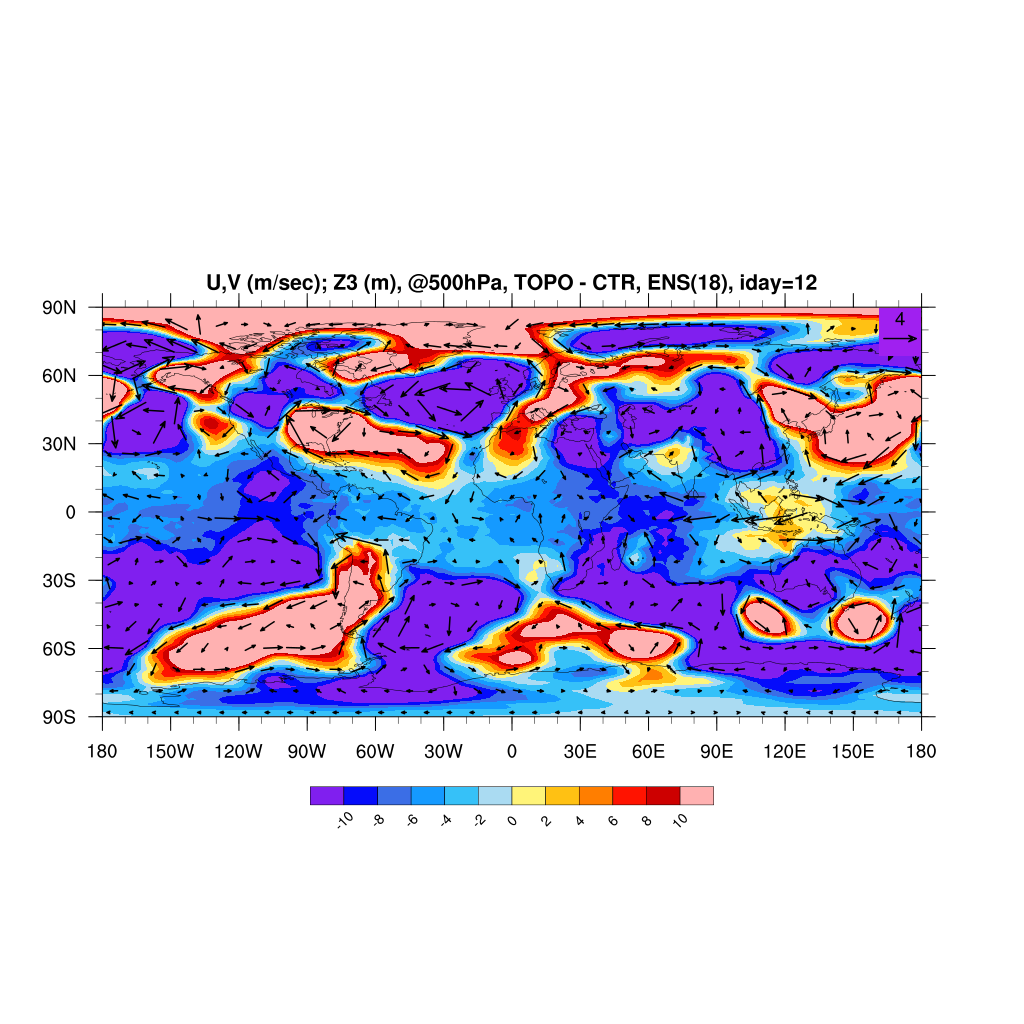 U,V (m/sec); Z3 (m), @500hPa, TOPO - CTR, ENS(18), iday=12
4
90N
60N
30N
0
30S
60S
90S
180 150W 120W 90W 60W 30W 0 30E 60E 90E 120E 150E 180
-10 -8 -6 -4 -2 0 2 4 6 8 10